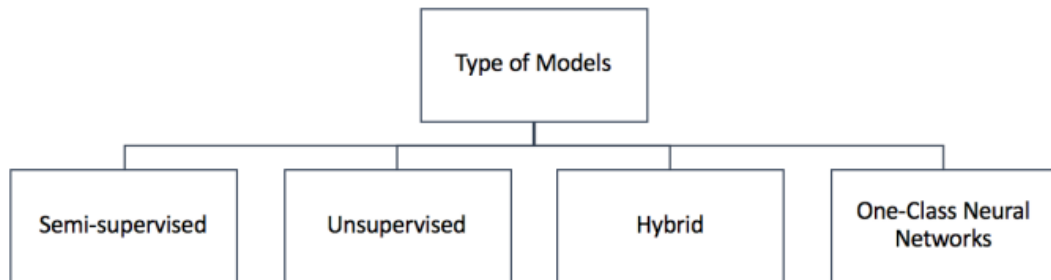 Type of Models
Semi-supervised
Unsupervised
Hybrid
One-Class Neural
Networks